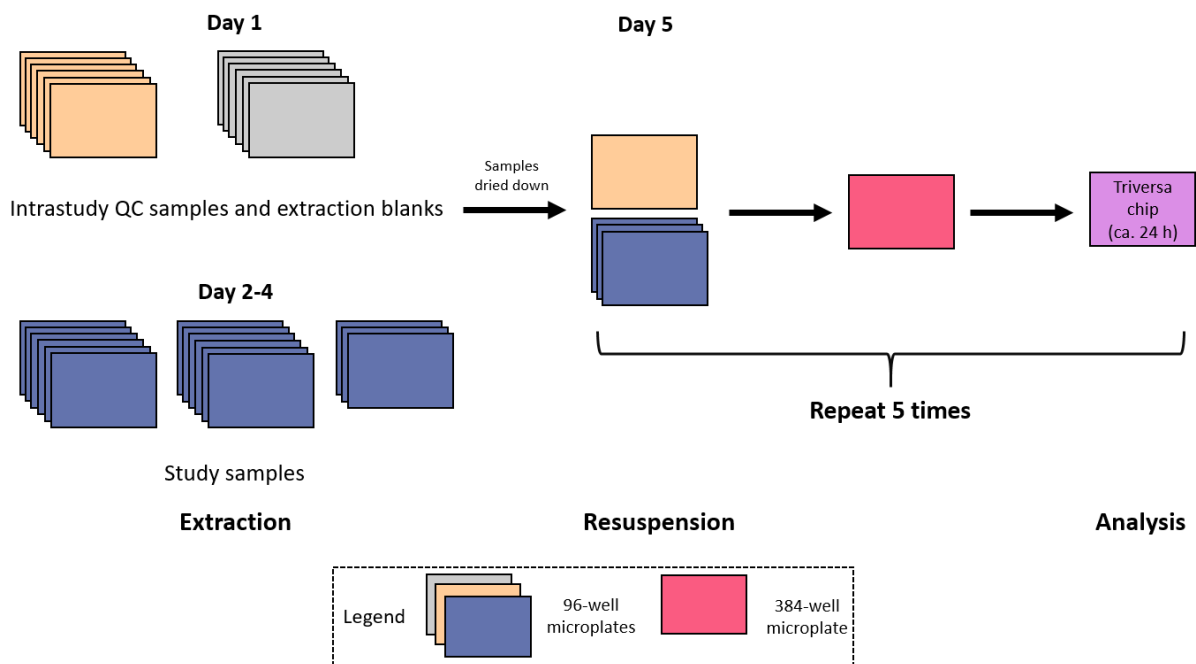 Day 1
Day 5
Samples
dried down
Intrastudy QC samples and extraction blanks
Triversa
chip
(ca. 24 h)
Day 2-4
Repeat 5 times
Study samples
Extraction
Resuspension
Analysis
Legend
96-well
microplates
384-well
microplate